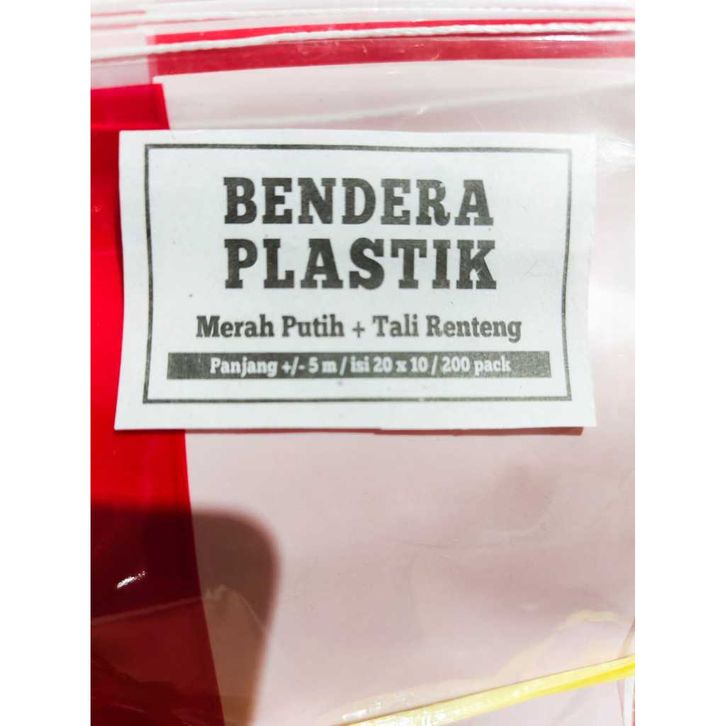 BENDERA
PLASTIK
Merah Putih + Tali Renteng
Panjang +/- 5 m / isi 20 x 10 / 200 pack